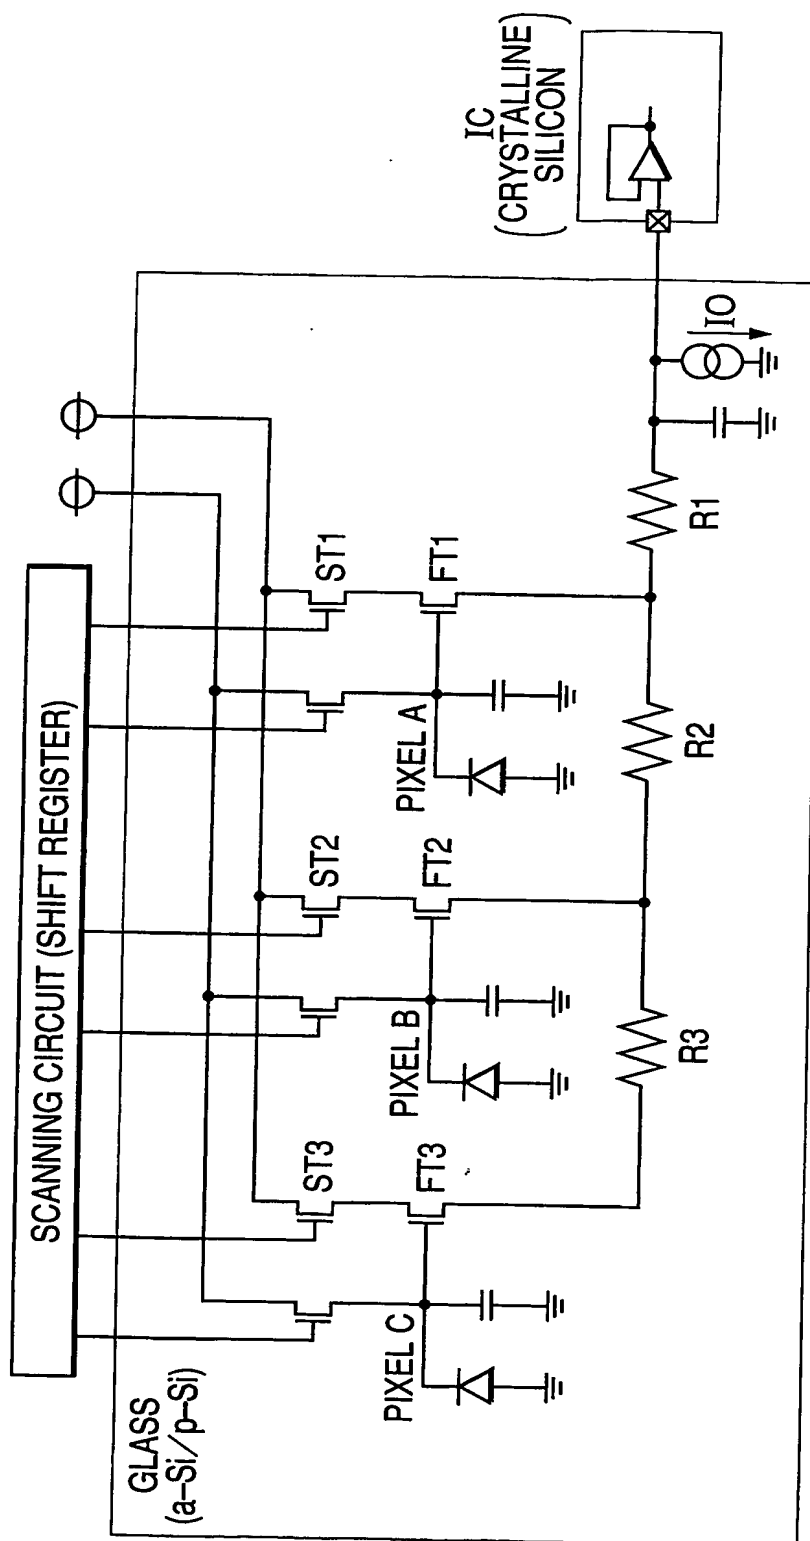 SCANNING CIRCUIT (SHIFT REGISTER)
GLASS
(a-Si/p-Si)
IC
(CRYSTALLINE
SILICON)
ST3
ST2
ST1
PIXEL C
FT3
PIXEL B
FT2
PIXEL A
FT1
IO
R3
R2
R1